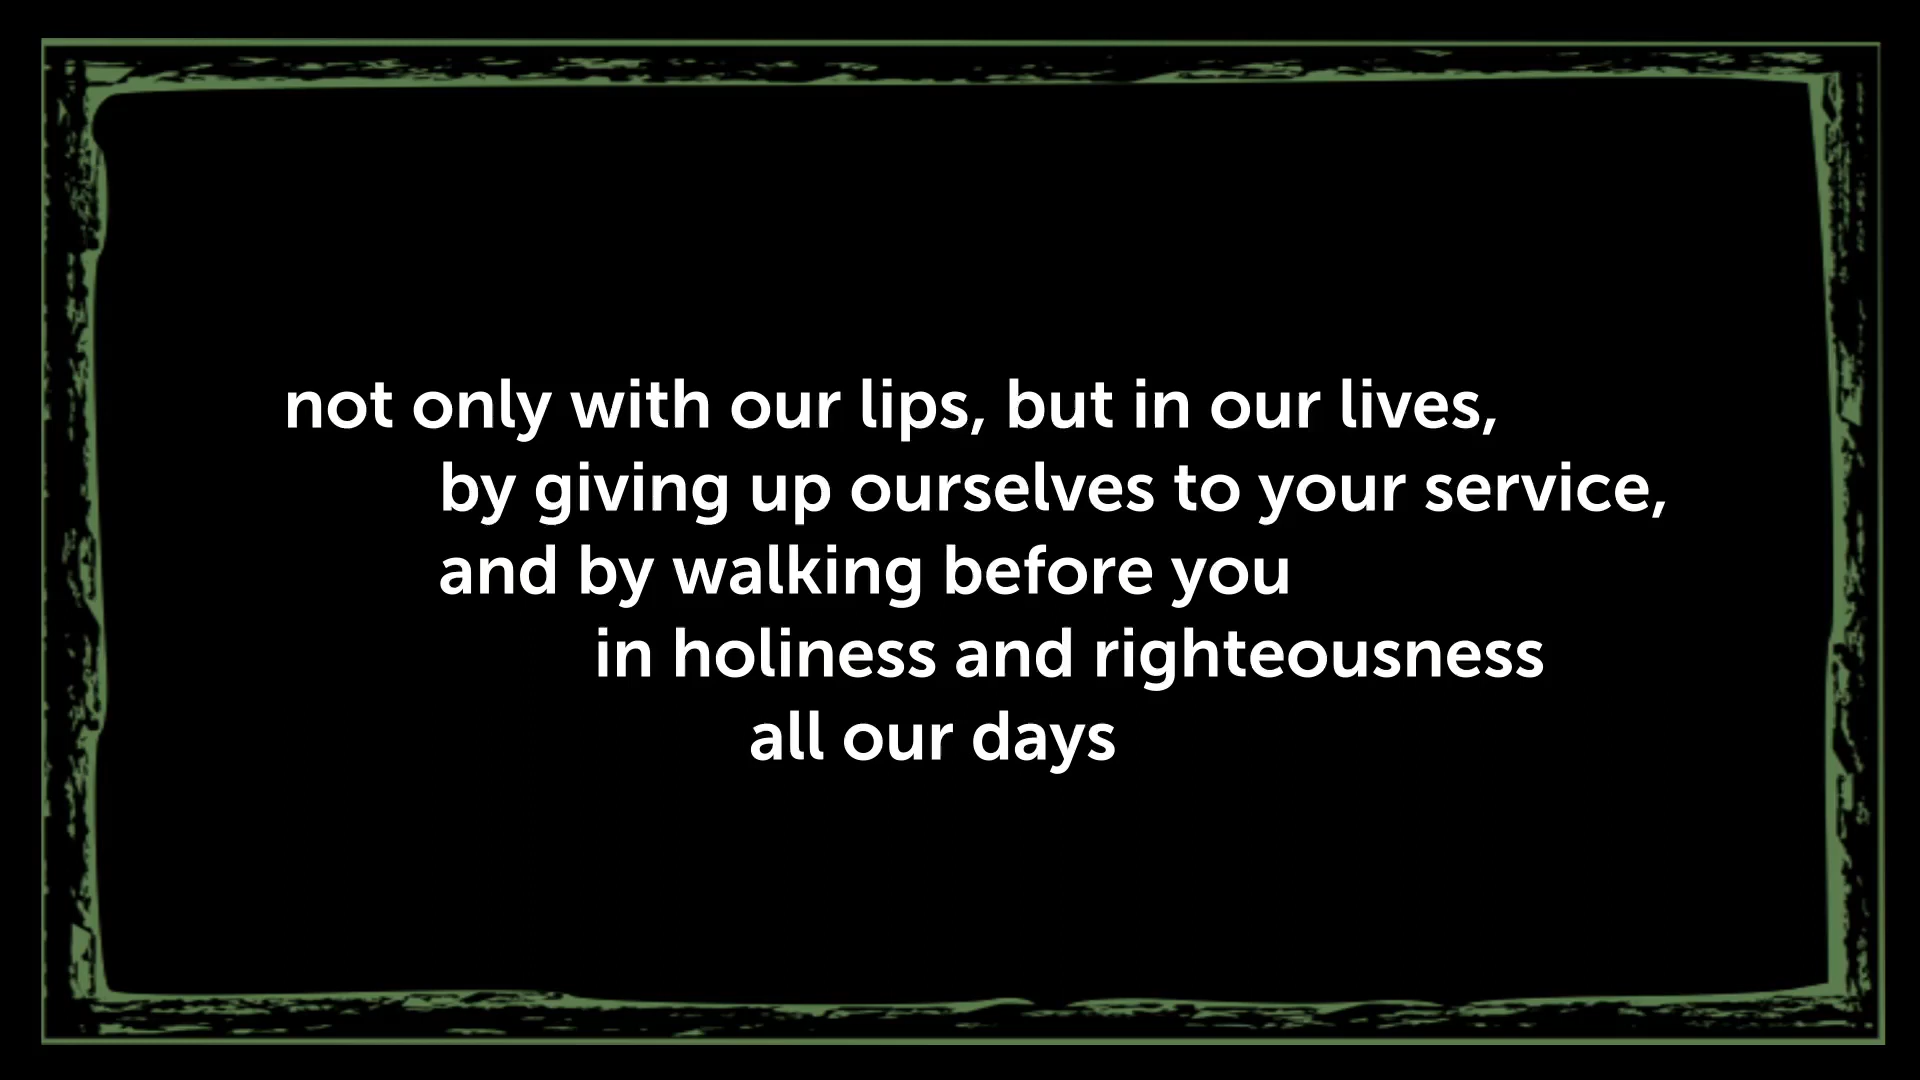 not only with our lips, but in our lives,
by giving up ourselves to your service,
and by walking before you
in holiness and righteousness
all our days